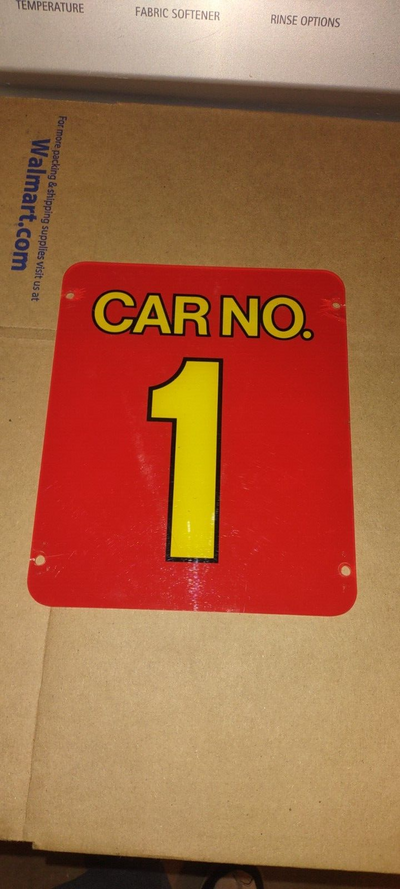 TEMPERATURE
FABRIC SOFTENER
RINSE OPTIONS
For more packing & shipping supplies visit us at
Walmart.com
CAR NO.
1